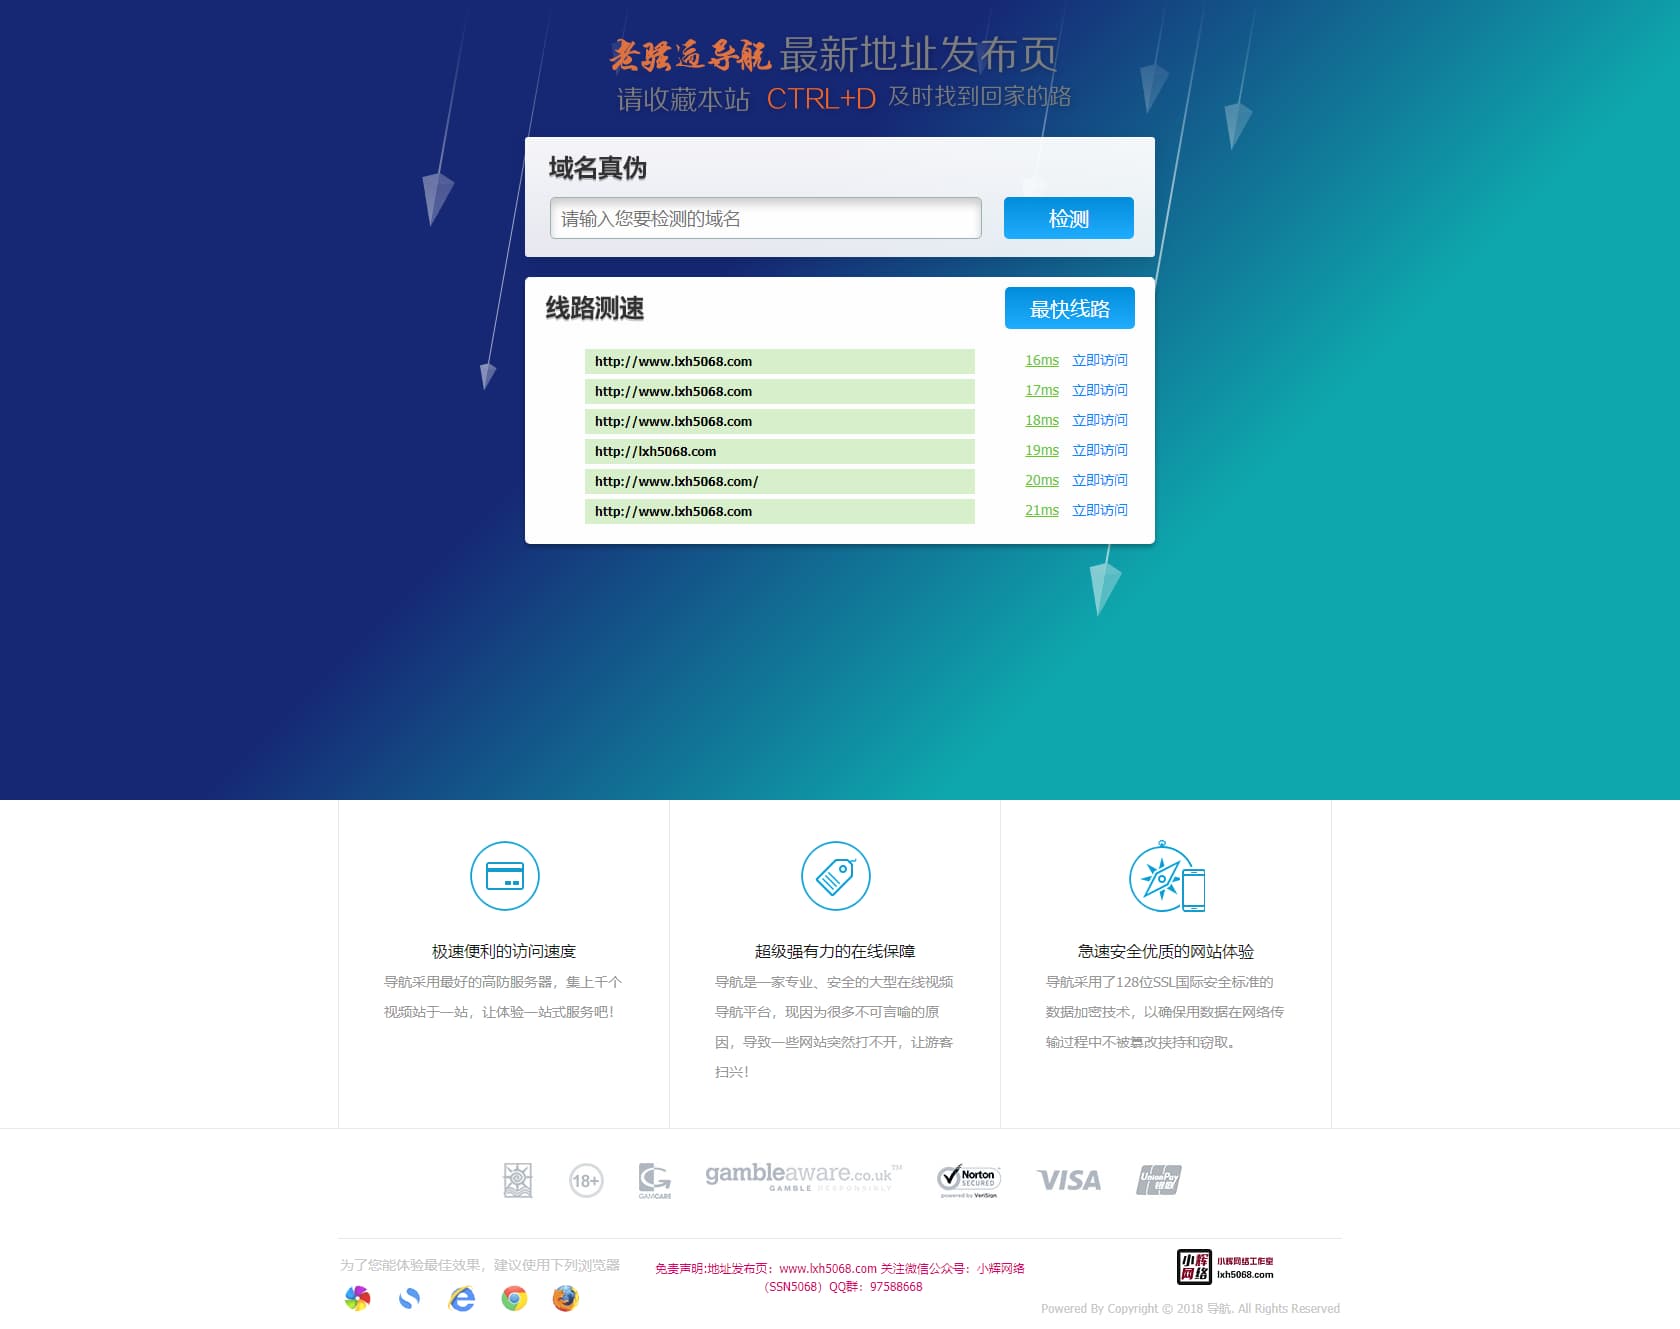 老骚逼导航 最新地址发布页
请收藏本站 CTRL+D 及时找到回家的路
域名真伪
请输入您要检测的域名 检测
线路测速 最快线路
http://www.lxh5068.com 16ms 立即访问
http://www.lxh5068.com 17ms 立即访问
http://www.lxh5068.com 18ms 立即访问
http://lxh5068.com 19ms 立即访问
http://www.lxh5068.com/ 20ms 立即访问
http://www.lxh5068.com 21ms 立即访问
极速便利的访问速度
导航采用最好的高防服务器，集上千个
视频站于一站，让体验一站式服务吧！
超级强有力的在线保障
导航是一家专业、安全的大型在线视频
导航平台，现因为很多不可言喻的原
因，导致一些网站突然打不开，让游客
扫兴！
急速安全优质的网站体验
导航采用了128位SSL国际安全标准的
数据加密技术，以确保用数据在网络传
输过程中不被篡改挟持和窃取。
18+
GAMCARE
gambleaware.co.uk™
GAMBLE RESPONSIBLY
Norton
SECURED
powered by VeriSign
VISA
UnionPay
银联
为了您能体验最佳效果，建议使用下列浏览器
免责声明:地址发布页：www.lxh5068.com 关注微信公众号：小辉网络
（SSN5068）QQ群：97588668
小辉网络
小辉网络工作室
lxh5068.com
Powered By Copyright © 2018 导航. All Rights Reserved